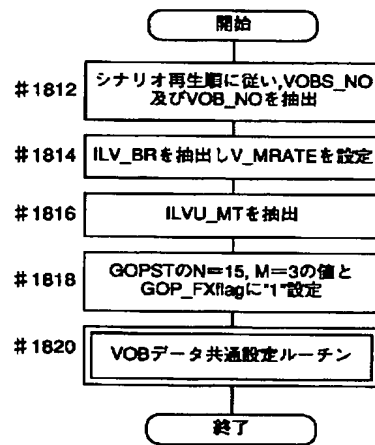 開始
#1812
シナリオ再生順に従い,VOBS_NO
及びVOB_NOを抽出
#1814
ILV_BRを抽出しV_MRATEを設定
#1816
ILVU_MTを抽出
#1818
GOPSTのN=15, M=3の値と
GOP_FXflagに"1"設定
#1820
VOBデータ共通設定ルーチン
終了